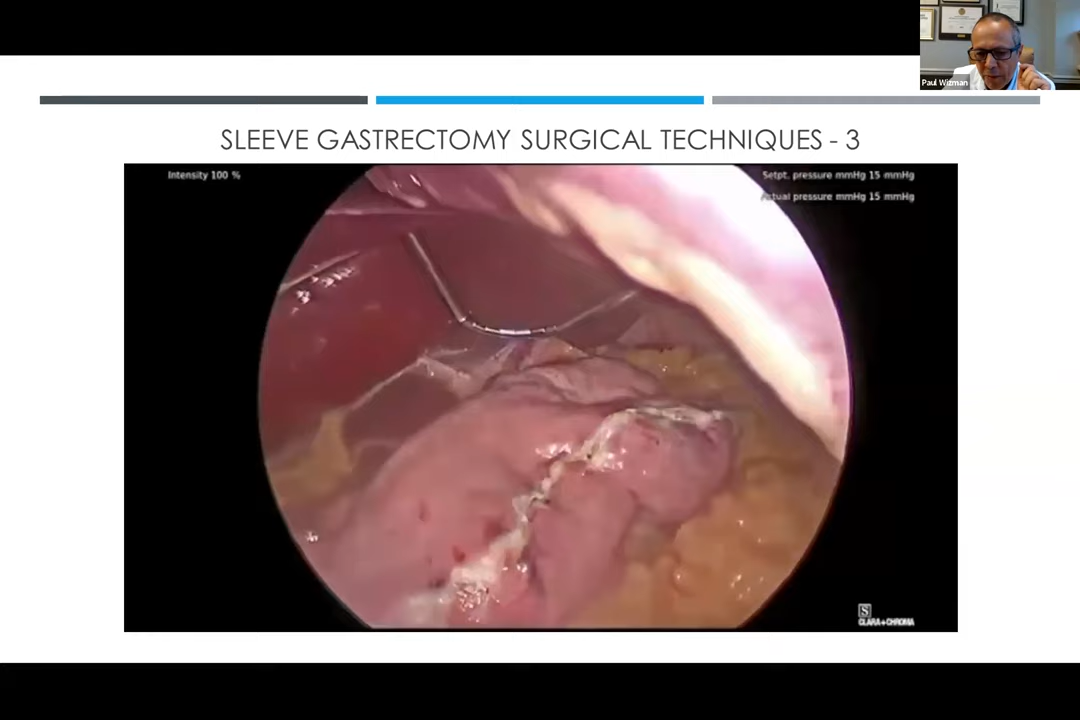 Paul Wizman
SLEEVE GASTRECTOMY SURGICAL TECHNIQUES - 3
Intensity 100 %
Setpt. pressure mmHg 15 mmHg
Actual pressure mmHg 15 mmHg
S
CLARA+CHROMA